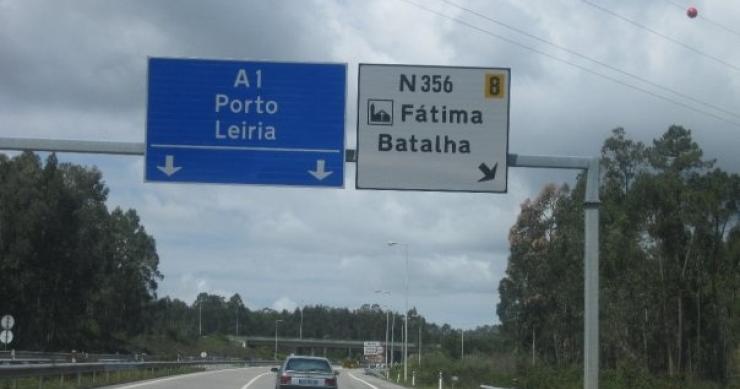 A1
Porto
Leiria
N356 8
Fátima
Batalha